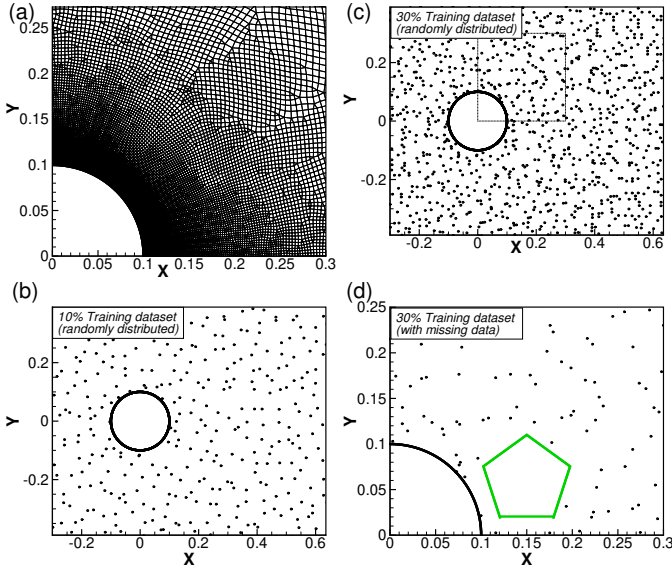 (a)
0.25
0.2
0.15
0.1
0.05
0
Y
0 0.05 0.1 0.15 0.2 0.25 0.3
X
(b)
10% Training dataset
(randomly distributed)
0.2
0
-0.2
Y
-0.2 0 0.2 0.4 0.6
X
(c)
30% Training dataset
(randomly distributed)
0.2
0
-0.2
Y
-0.2 0 0.2 0.4 0.6
X
(d)
30% Training dataset
(with missing data)
0.25
0.2
0.15
0.1
0.05
0
Y
0 0.05 0.1 0.15 0.2 0.25 0.3
X